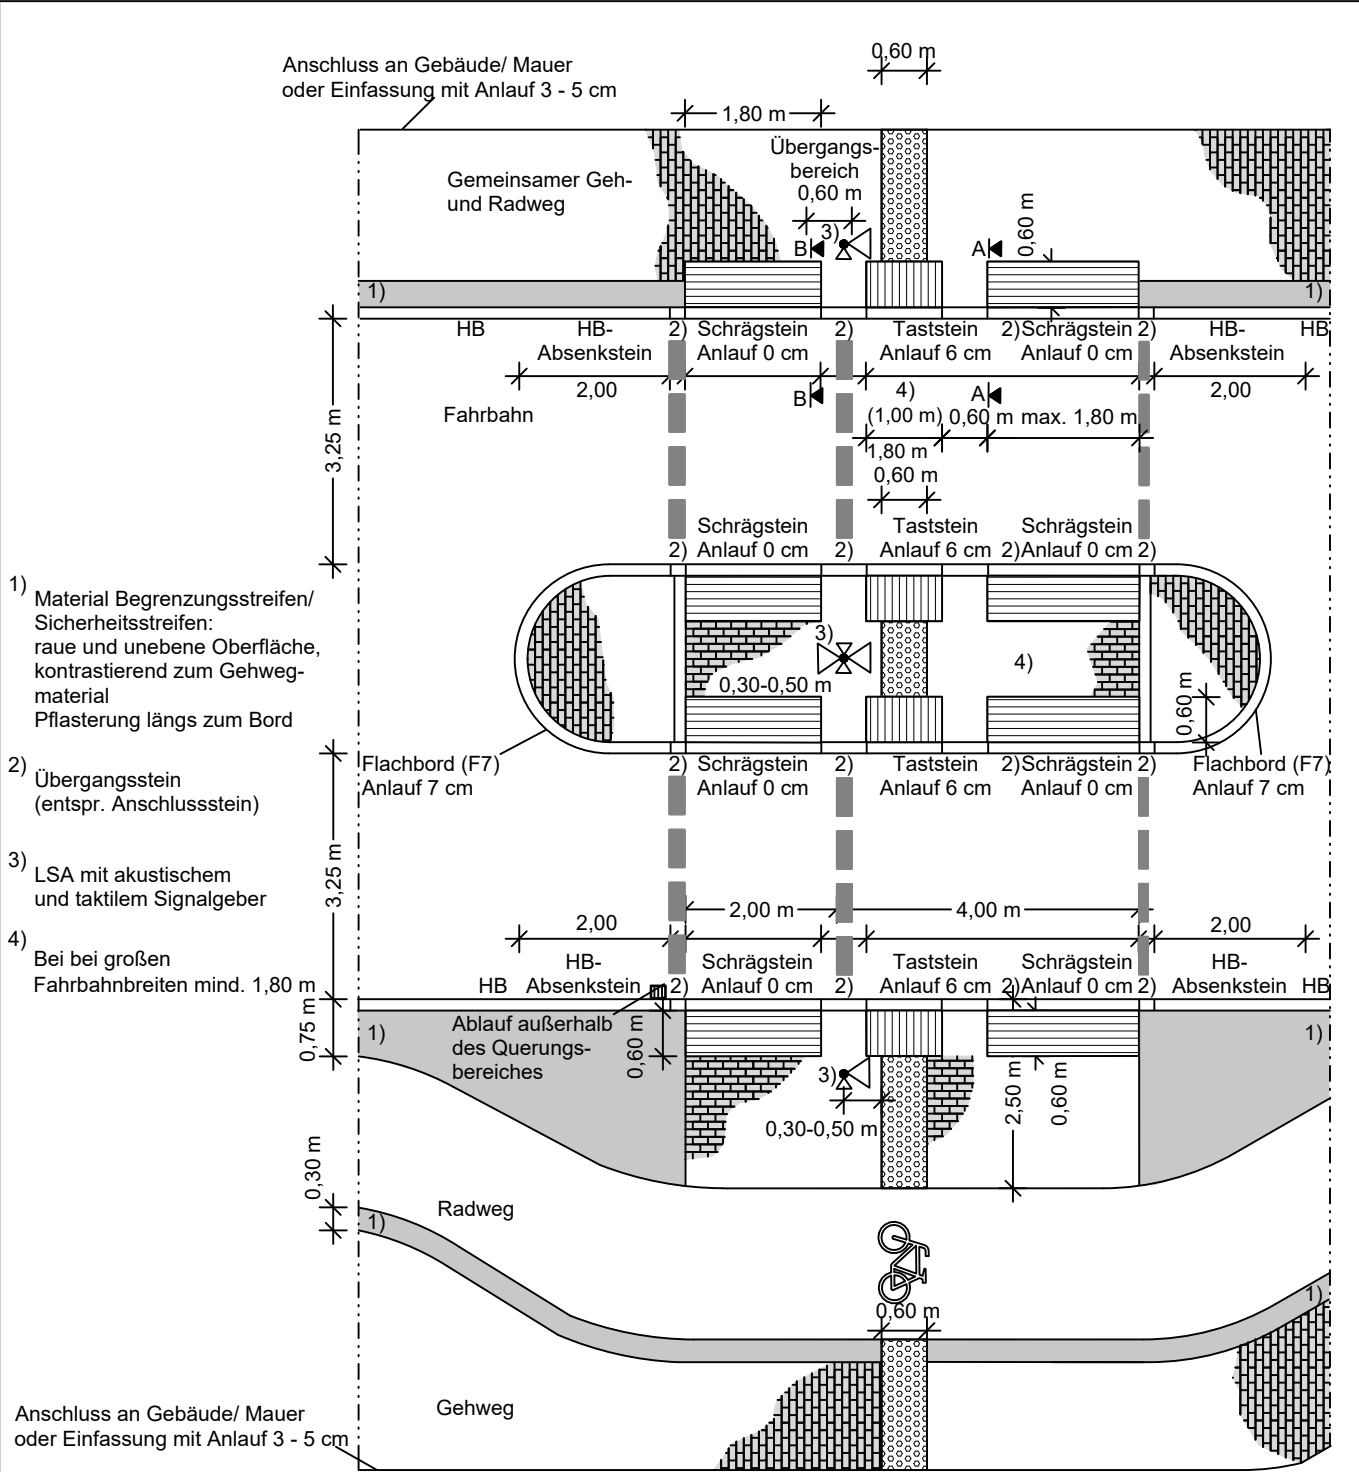 0,60 m
Anschluss an Gebäude/ Mauer
oder Einfassung mit Anlauf 3 - 5 cm
1,80 m
Übergangs-
bereich
0,60 m
Gemeinsamer Geh-
und Radweg
3)
B
A
0,60 m
1)
1)
HB
HB-
Absenkstein
2)
Schrägstein
Anlauf 0 cm
2)
Taststein
Anlauf 6 cm
2)
Schrägstein
Anlauf 0 cm
2)
HB-
Absenkstein
HB
2,00
B
4)
A
2,00
Fahrbahn
(1,00 m)
0,60 m
max. 1,80 m
3,25 m
1,80 m
0,60 m
Schrägstein
Anlauf 0 cm
Taststein
Anlauf 6 cm
Schrägstein
Anlauf 0 cm
2)
2)
2)
2)
1)
Material Begrenzungsstreifen/
Sicherheitsstreifen:
raue und unebene Oberfläche,
kontrastierend zum Gehweg-
material
Pflasterung längs zum Bord
3)
4)
0,30-0,50 m
0,60 m
2)
Übergangsstein
(entspr. Anschlussstein)
Flachbord (F7)
Anlauf 7 cm
2)
Schrägstein
Anlauf 0 cm
2)
Taststein
Anlauf 6 cm
2)
Schrägstein
Anlauf 0 cm
2)
Flachbord (F7)
Anlauf 7 cm
3)
LSA mit akustischem
und taktilem Signalgeber
3,25 m
2,00 m
4,00 m
2,00
2,00
4)
Bei bei großen
Fahrbahnbreiten mind. 1,80 m
HB
HB-
Absenkstein
2)
Schrägstein
Anlauf 0 cm
2)
Taststein
Anlauf 6 cm
2)
Schrägstein
Anlauf 0 cm
2)
HB-
Absenkstein
HB
0,75 m
1)
Ablauf außerhalb
des Querungs-
bereiches
0,60 m
1)
3)
0,30-0,50 m
2,50 m
0,60 m
0,30 m
1)
Radweg
0,60 m
1)
Gehweg
Anschluss an Gebäude/ Mauer
oder Einfassung mit Anlauf 3 - 5 cm